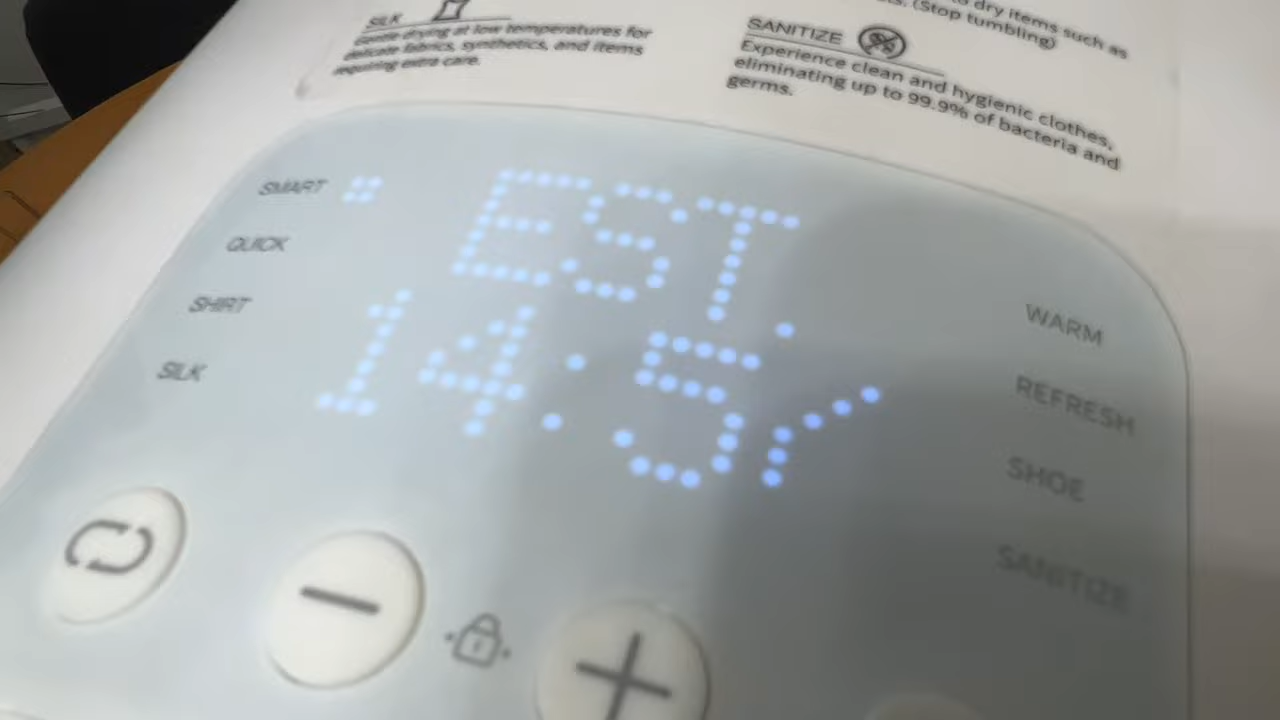 SILK
Gentle drying at low temperatures for
delicate fabrics, synthetics, and items
requiring extra care.
dry items such as
(Stop tumbling)
SANITIZE
Experience clean and hygienic clothes,
eliminating up to 99.9% of bacteria and
germs.
SMART
QUICK
SHIRT
SILK
EST.
14:5
WARM
REFRESH
SHOE
SANITIZE